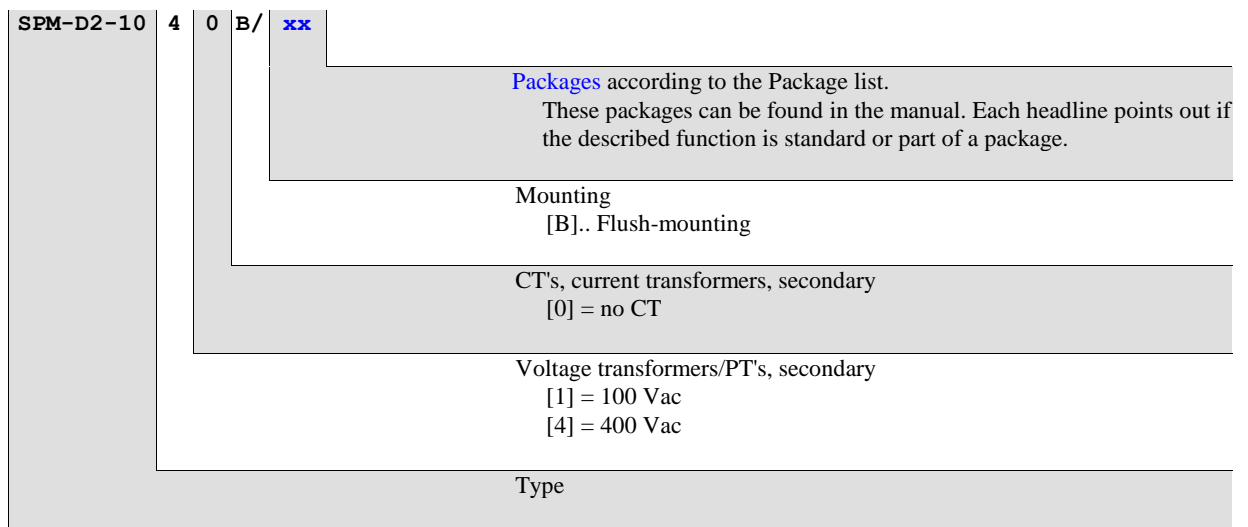 SPM-D2-10 4 0 B/ xx
Packages according to the Package list.
These packages can be found in the manual. Each headline points out if
the described function is standard or part of a package.
Mounting
[B].. Flush-mounting
CT's, current transformers, secondary
[0] = no CT
Voltage transformers/PT's, secondary
[1] = 100 Vac
[4] = 400 Vac
Type